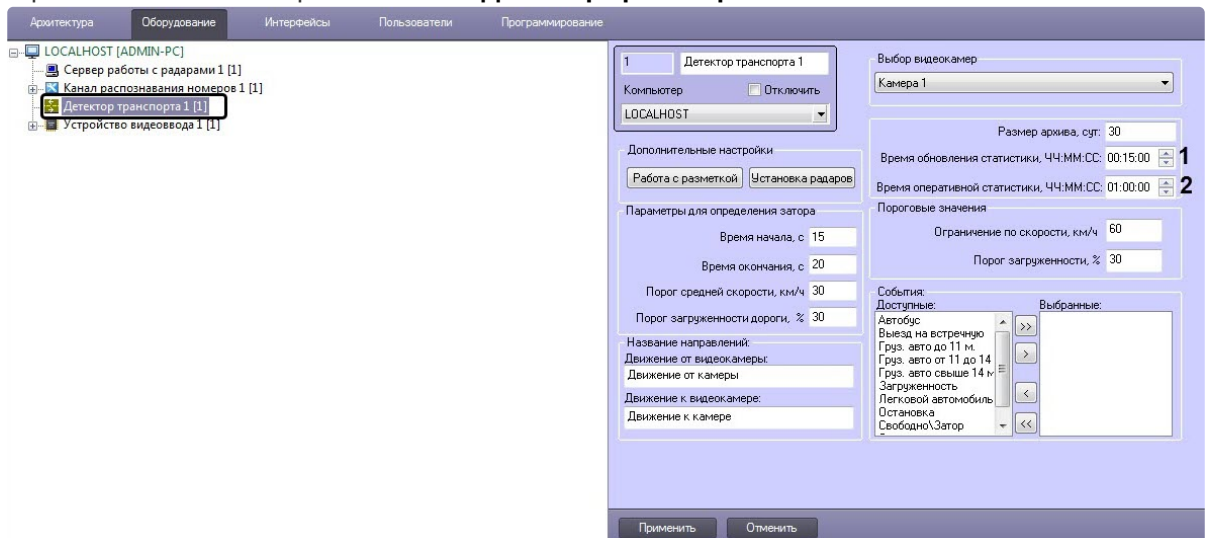 Архитектура Оборудование Интерфейсы Пользователи Программирование
LOCALHOST [ADMIN-PC]
Сервер работы с радарами 1 [1]
Канал распознавания номеров 1 [1]
Детектор транспорта 1 [1]
Устройство видеоввода 1 [1]
1 Детектор транспорта 1
Компьютер Отключить
LOCALHOST
Дополнительные настройки
Работа с разметкой Установка радаров
Параметры для определения затора
Время начала, с 15
Время окончания, с 20
Порог средней скорости, км/ч 30
Порог загруженности дороги, % 30
Название направлений:
Движение от видеокамеры:
Движение от камеры
Движение к видеокамере:
Движение к камере
Выбор видеокамер
Камера 1
Размер архива, сут: 30
Время обновления статистики, ЧЧ:ММ:СС: 00:15:00 1
Время оперативной статистики, ЧЧ:ММ:СС: 01:00:00 2
Пороговые значения
Ограничение по скорости, км/ч 60
Порог загруженности, % 30
События:
Доступные: Выбранные:
Автобус
Выезд на встречную
Груз. авто до 11 м.
Груз. авто от 11 до 14
Груз. авто свыше 14 м
Загруженность
Легковой автомобиль
Остановка
Свободно\Затор
>>
>
<
<<
Применить Отменить